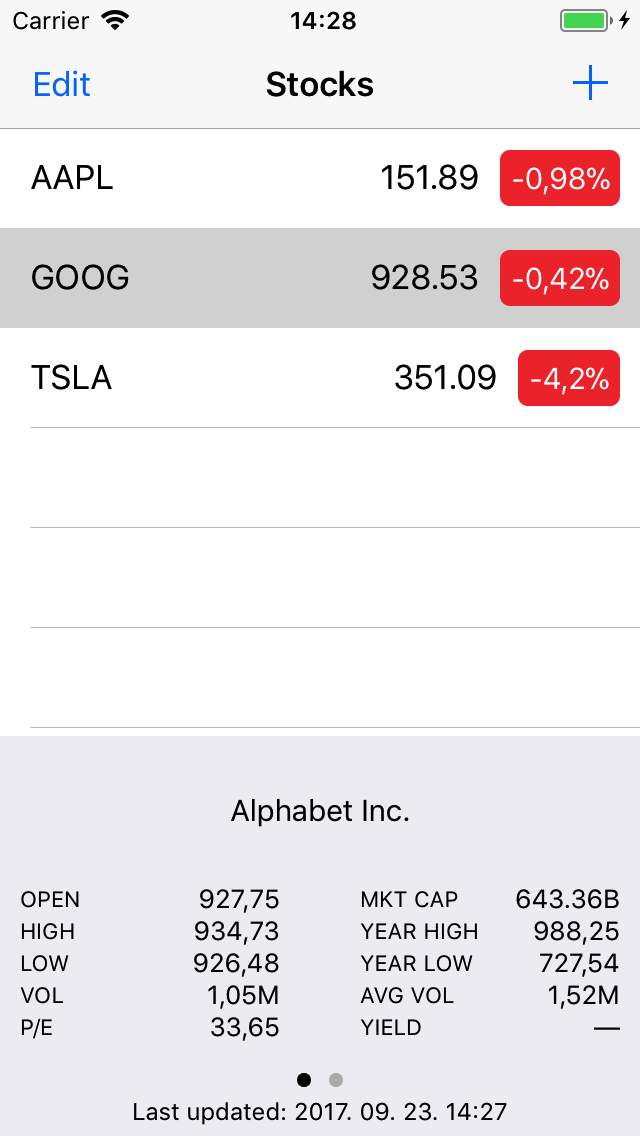 Carrier 14:28
Edit Stocks +
AAPL 151.89 -0,98%
GOOG 928.53 -0,42%
TSLA 351.09 -4,2%
Alphabet Inc.
OPEN 927,75 MKT CAP 643.36B
HIGH 934,73 YEAR HIGH 988,25
LOW 926,48 YEAR LOW 727,54
VOL 1,05M AVG VOL 1,52M
P/E 33,65 YIELD —
Last updated: 2017. 09. 23. 14:27